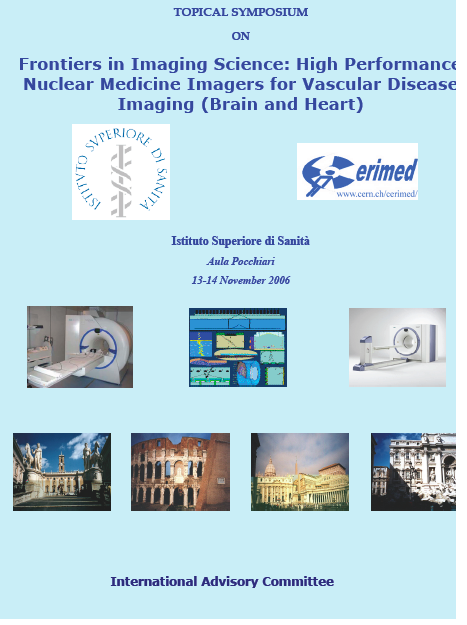 TOPICAL SYMPOSIUM
ON
Frontiers in Imaging Science: High Performance
Nuclear Medicine Imagers for Vascular Disease
Imaging (Brain and Heart)
ISTITVTO SVPERIORE DI SANITÀ
Cerimed
www.cern.ch/cerimed/
Istituto Superiore di Sanità
Aula Pocchiari
13-14 November 2006
International Advisory Committee